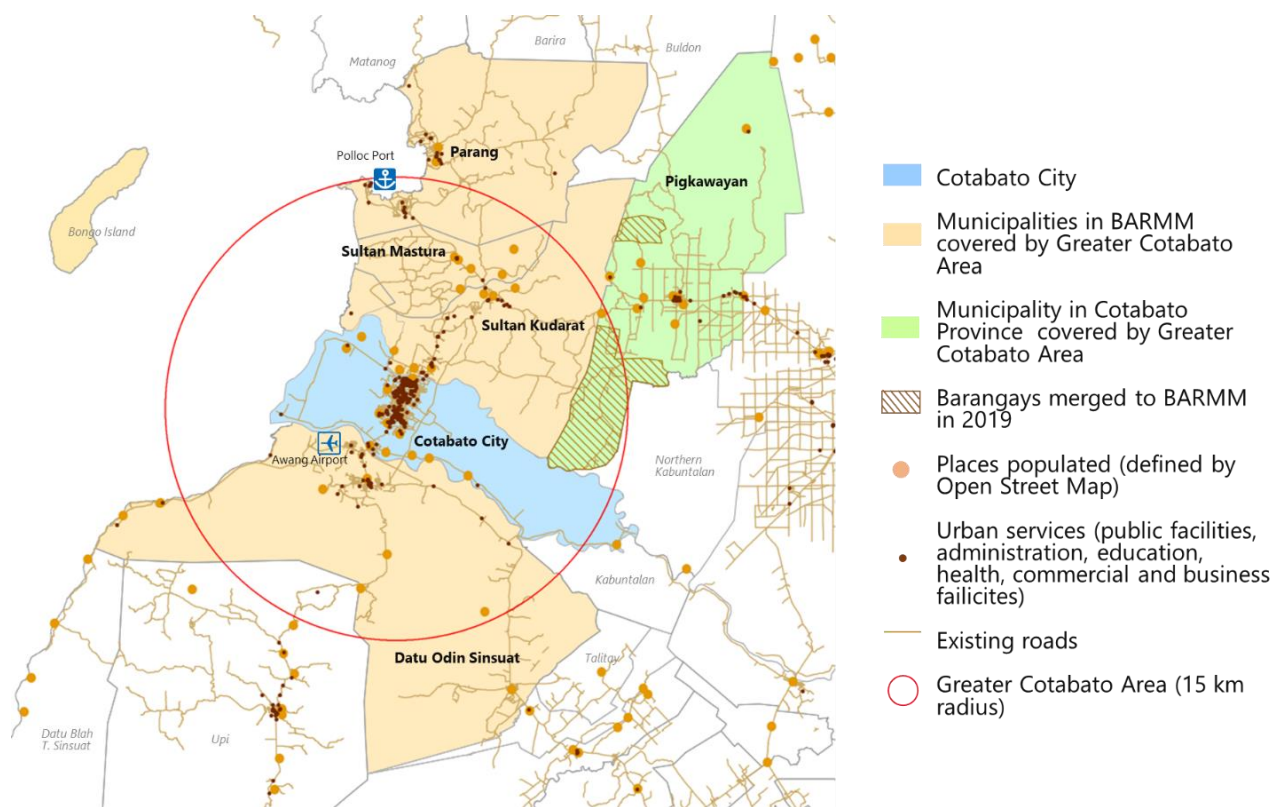 Barira
Buldon
Matanog
Polloc Port
Parang
Pigkawayan
Bongo Island
Sultan Mastura
Sultan Kudarat
Cotabato City
Awang Airport
Northern
Kabuntalan
Kabuntalan
Datu Odin Sinsuat
Talitay
Datu Blah
T. Sinsuat
Upi
Cotabato City
Municipalities in BARMM
covered by Greater Cotabato
Area
Municipality in Cotabato
Province covered by Greater
Cotabato Area
Barangays merged to BARMM
in 2019
Places populated (defined by
Open Street Map)
Urban services (public facilities,
administration, education,
health, commercial and business
failicites)
Existing roads
Greater Cotabato Area (15 km
radius)